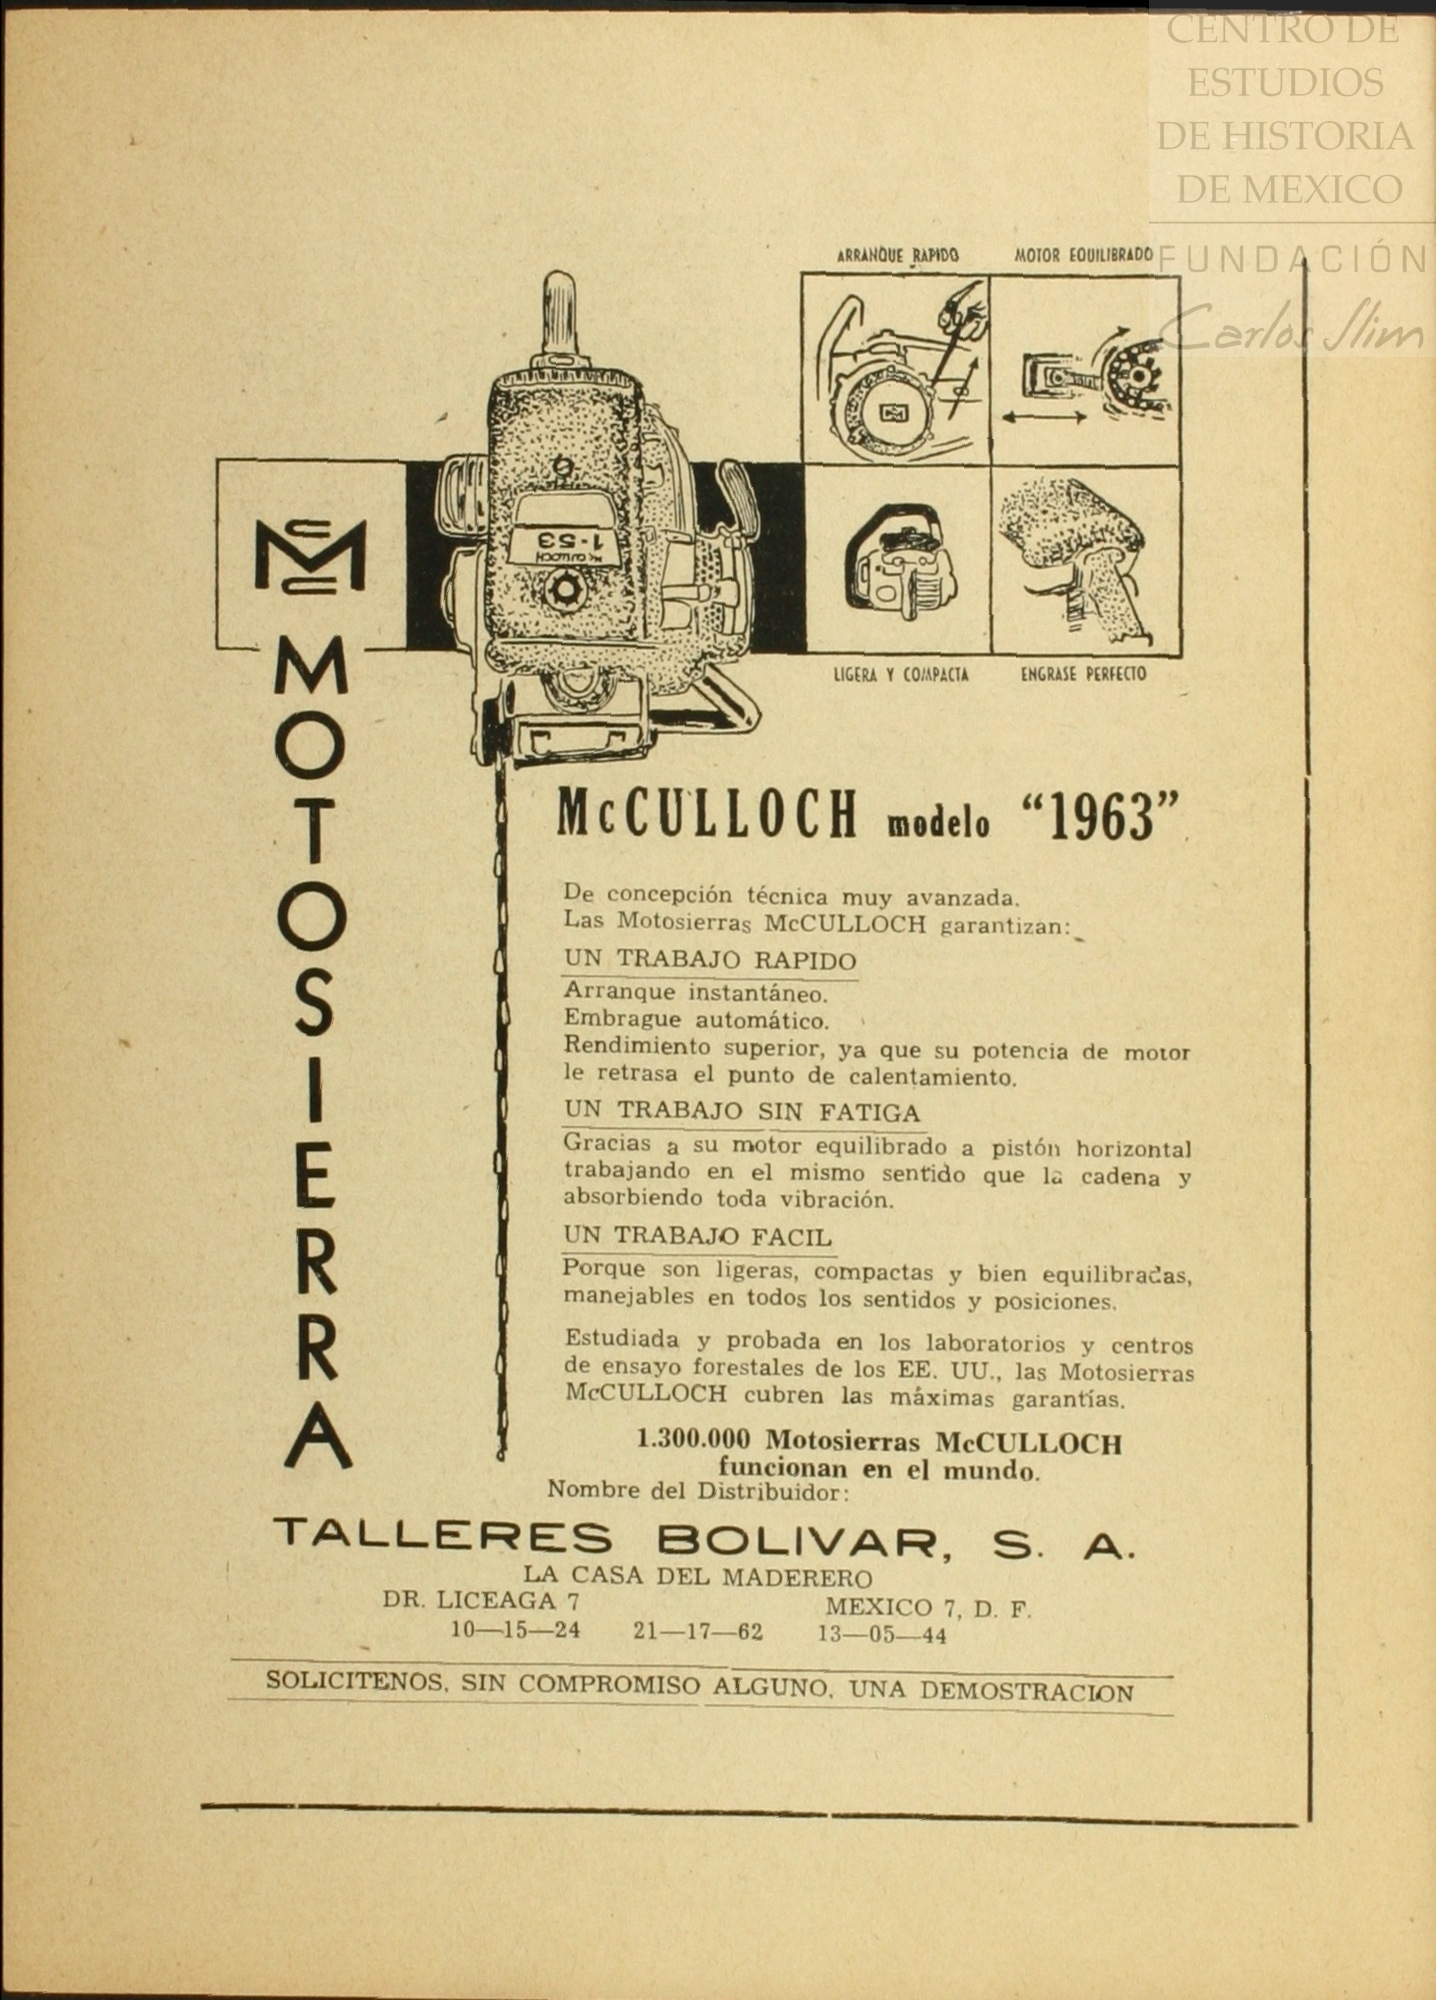 CENTRO DE
ESTUDIOS
DE HISTORIA
DE MEXICO
FUNDACIÓN
Carlos Slim
ARRANQUE RAPIDO
MOTOR EQUILIBRADO
McCULLOCH
1-53
LIGERA Y COMPACTA
ENGRASE PERFECTO
MOTOSIERRA
McCULLOCH modelo "1963"
De concepción técnica muy avanzada.
Las Motosierras McCULLOCH garantizan:
UN TRABAJO RAPIDO
Arranque instantáneo.
Embrague automático.
Rendimiento superior, ya que su potencia de motor
le retrasa el punto de calentamiento.
UN TRABAJO SIN FATIGA
Gracias a su motor equilibrado a pistón horizontal
trabajando en el mismo sentido que la cadena y
absorbiendo toda vibración.
UN TRABAJO FACIL
Porque son ligeras, compactas y bien equilibradas,
manejables en todos los sentidos y posiciones.
Estudiada y probada en los laboratorios y centros
de ensayo forestales de los EE. UU., las Motosierras
McCULLOCH cubren las máximas garantías.
1.300.000 Motosierras McCULLOCH
funcionan en el mundo.
Nombre del Distribuidor:
TALLERES BOLIVAR, S. A.
LA CASA DEL MADERERO
DR. LICEAGA 7 MEXICO 7, D. F.
10—15—24 21—17—62 13—05—44
SOLICITENOS, SIN COMPROMISO ALGUNO, UNA DEMOSTRACION